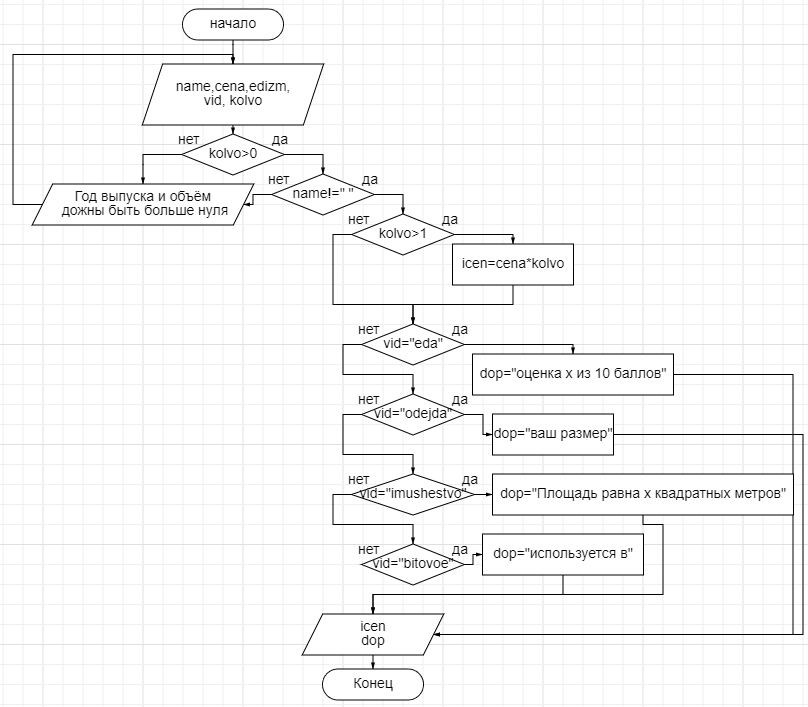 начало
name,cena,edizm,
vid, kolvo
нет
да
kolvo>0
нет
да
name!=" "
Год выпуска и объём
дожны быть больше нуля
нет
да
kolvo>1
icen=cena*kolvo
нет
да
vid="eda"
dop="оценка x из 10 баллов"
нет
да
vid="odejda"
dop="ваш размер"
нет
да
vid="imushestvo"
dop="Площадь равна x квадратных метров"
нет
да
vid="bitovoe"
dop="используется в"
icen
dop
Конец